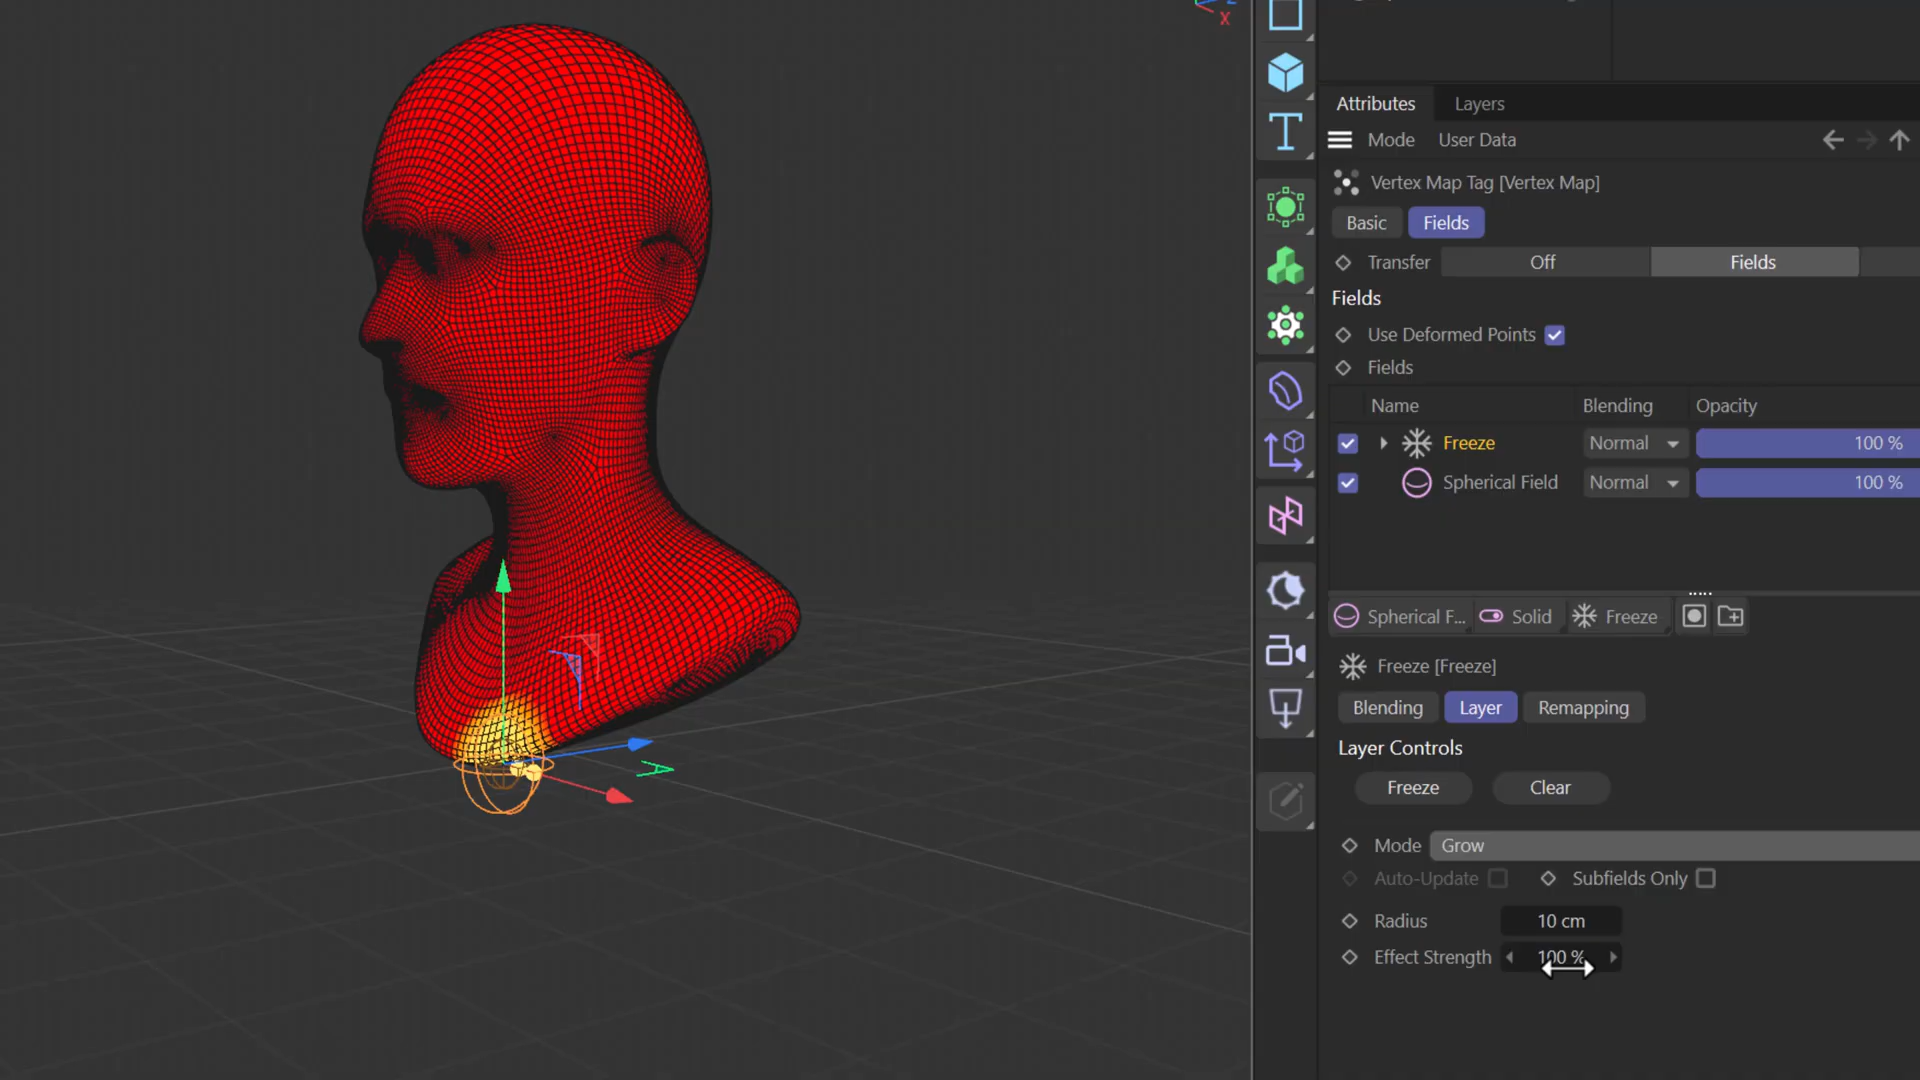 X
Attributes Layers
Mode User Data
Vertex Map Tag [Vertex Map]
Basic Fields
Transfer Off Fields
Fields
Use Deformed Points
Fields
Name Blending Opacity
Freeze Normal 100 %
Spherical Field Normal 100 %
Spherical F... Solid Freeze
Freeze [Freeze]
Blending Layer Remapping
Layer Controls
Freeze Clear
Mode Grow
Auto-Update Subfields Only
Radius 10 cm
Effect Strength 100 %